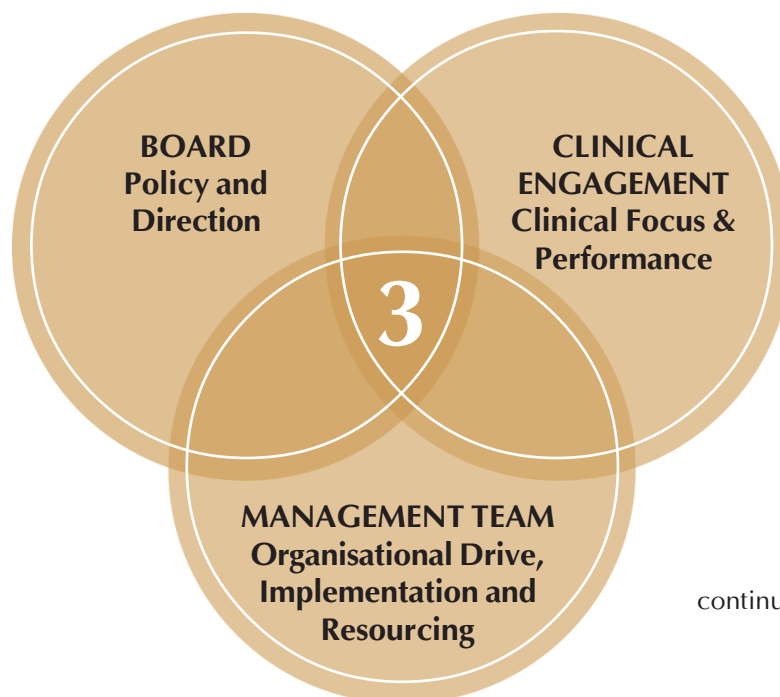 BOARD
Policy and
Direction
CLINICAL
ENGAGEMENT
Clinical Focus &
Performance
3
MANAGEMENT TEAM
Organisational Drive,
Implementation and
Resourcing